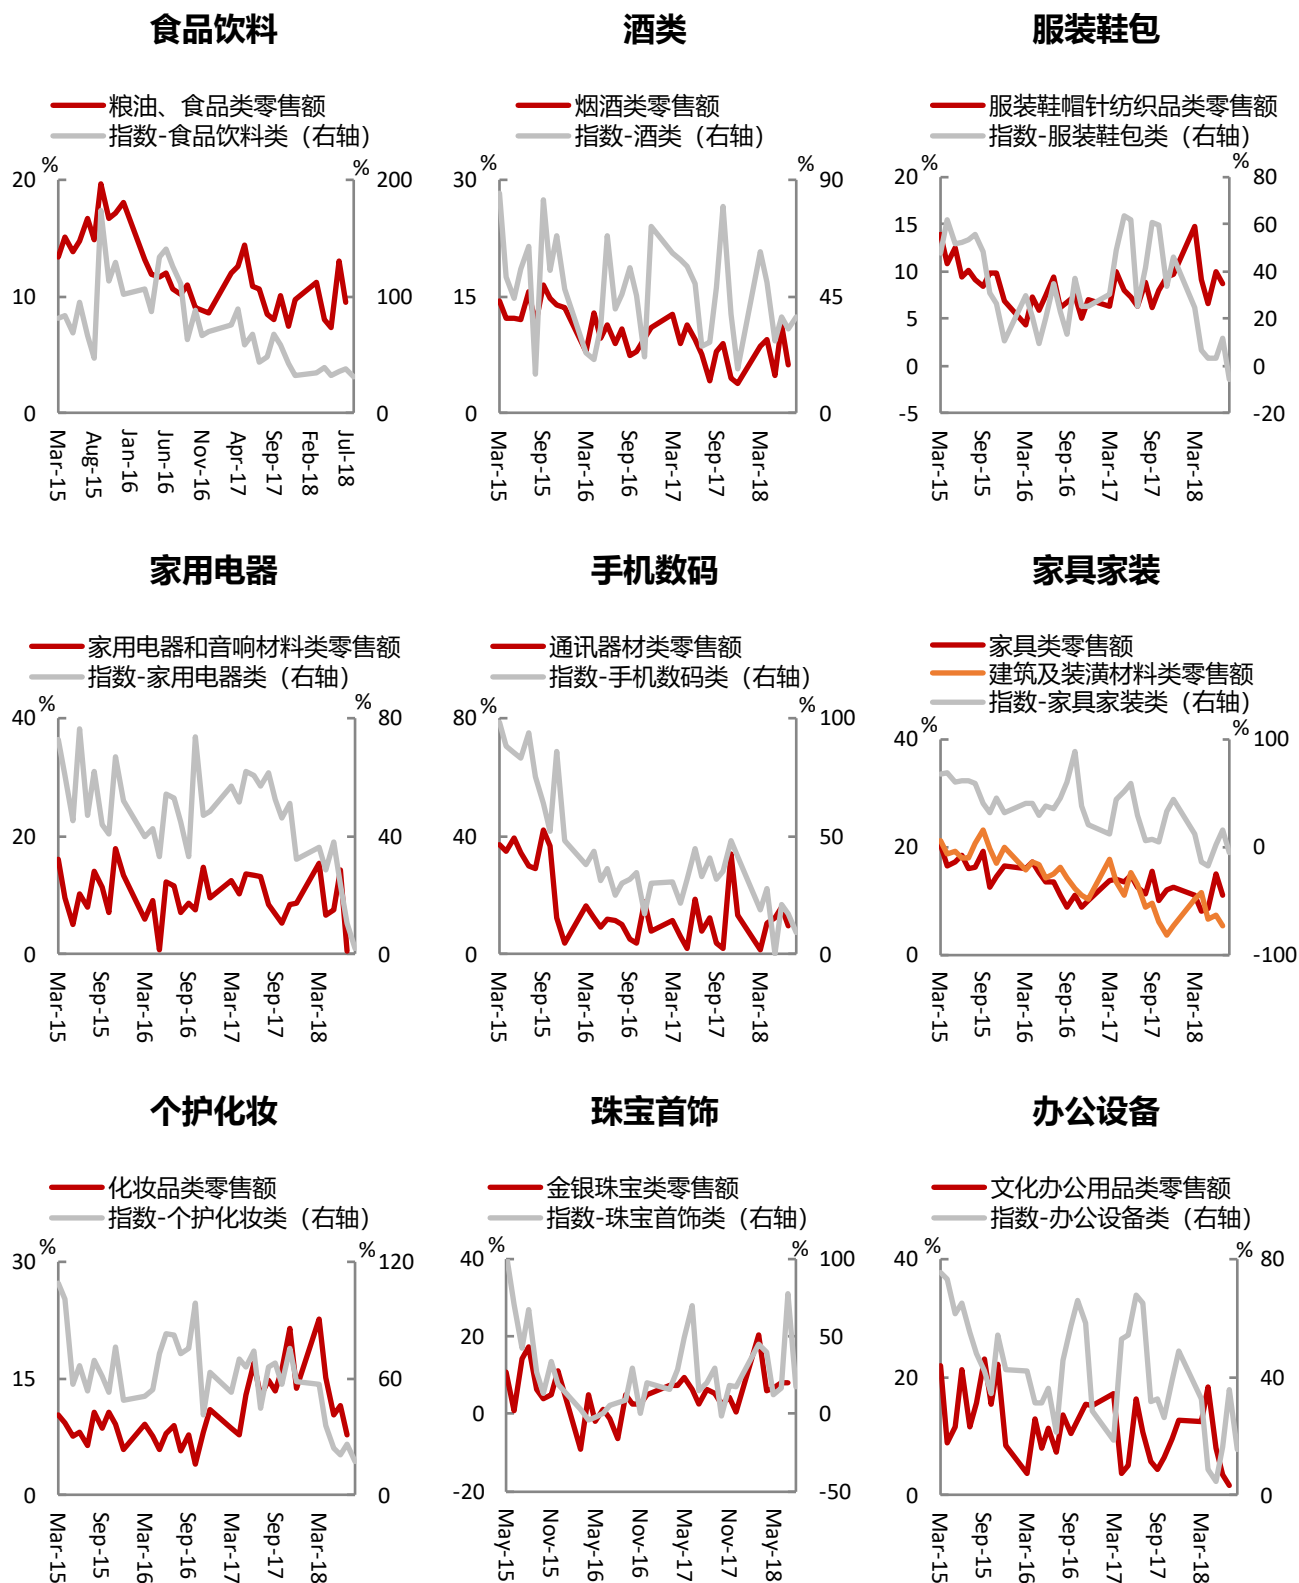 食品饮料
粮油、食品类零售额
指数-食品饮料类（右轴）
%
%
20
10
0
200
100
0
Mar-15
Aug-15
Jan-16
Jun-16
Nov-16
Apr-17
Sep-17
Feb-18
Jul-18
酒类
烟酒类零售额
指数-酒类（右轴）
%
%
30
15
0
90
45
0
Mar-15
Sep-15
Mar-16
Sep-16
Mar-17
Sep-17
Mar-18
服装鞋包
服装鞋帽针纺织品类零售额
指数-服装鞋包类（右轴）
%
%
20
15
10
5
0
-5
80
60
40
20
0
-20
Mar-15
Sep-15
Mar-16
Sep-16
Mar-17
Sep-17
Mar-18
家用电器
家用电器和音响材料类零售额
指数-家用电器类（右轴）
%
%
40
20
0
80
40
0
Mar-15
Sep-15
Mar-16
Sep-16
Mar-17
Sep-17
Mar-18
手机数码
通讯器材类零售额
指数-手机数码类（右轴）
%
%
80
40
0
100
50
0
Mar-15
Sep-15
Mar-16
Sep-16
Mar-17
Sep-17
Mar-18
家具家装
家具类零售额
建筑及装潢材料类零售额
指数-家具家装类（右轴）
%
%
40
20
0
100
0
-100
Mar-15
Sep-15
Mar-16
Sep-16
Mar-17
Sep-17
Mar-18
个护化妆
化妆品类零售额
指数-个护化妆类（右轴）
%
%
30
15
0
120
60
0
Mar-15
Sep-15
Mar-16
Sep-16
Mar-17
Sep-17
Mar-18
珠宝首饰
金银珠宝类零售额
指数-珠宝首饰类（右轴）
%
%
40
20
0
-20
100
50
0
-50
May-15
Nov-15
May-16
Nov-16
May-17
Nov-17
May-18
办公设备
文化办公用品类零售额
指数-办公设备类（右轴）
%
%
40
20
0
80
40
0
Mar-15
Sep-15
Mar-16
Sep-16
Mar-17
Sep-17
Mar-18